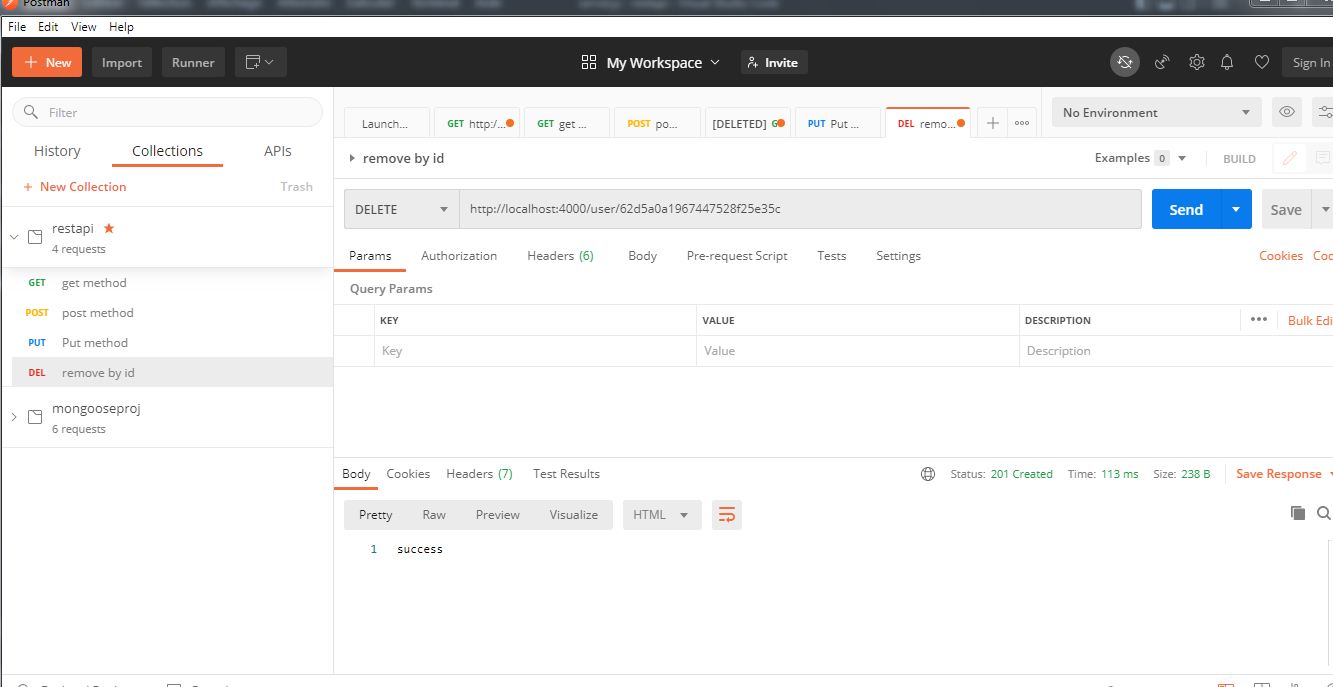 Postman
File Edit View Help
New Import Runner My Workspace Invite Sign In
Filter
History Collections APIs
+ New Collection Trash
restapi
4 requests
GET get method
POST post method
PUT Put method
DEL remove by id
mongooseproj
6 requests
Launch... GET http:/... GET get ... POST po... [DELETED] PUT Put ... DEL remo... No Environment
remove by id Examples 0 BUILD
DELETE http://localhost:4000/user/62d5a0a1967447528f25e35c Send Save
Params Authorization Headers (6) Body Pre-request Script Tests Settings Cookies
Query Params
KEY VALUE DESCRIPTION ••• Bulk Edi
Key Value Description
Body Cookies Headers (7) Test Results Status: 201 Created Time: 113 ms Size: 238 B Save Response
Pretty Raw Preview Visualize HTML
1 success